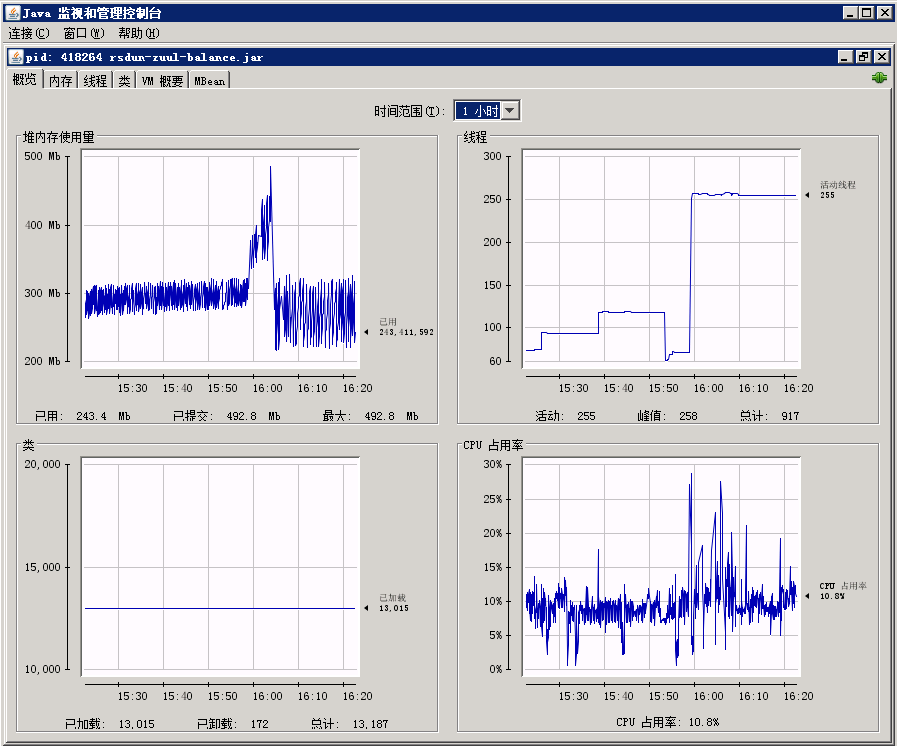 Java 监视和管理控制台
连接(C) 窗口(W) 帮助(H)
pid: 418264 rsdun-zuul-balance.jar
概览 内存 线程 类 VM 概要 MBean
时间范围(T): 1 小时
堆内存使用量
500 Mb
400 Mb
300 Mb
200 Mb
已用
243,411,592
15:30 15:40 15:50 16:00 16:10 16:20
已用: 243.4 Mb 已提交: 492.8 Mb 最大: 492.8 Mb
线程
300
250
200
150
100
60
活动线程
255
15:30 15:40 15:50 16:00 16:10 16:20
活动: 255 峰值: 258 总计: 917
类
20,000
15,000
10,000
已加载
13,015
15:30 15:40 15:50 16:00 16:10 16:20
已加载: 13,015 已卸载: 172 总计: 13,187
CPU 占用率
30%
25%
20%
15%
10%
5%
0%
CPU 占用率
10.8%
15:30 15:40 15:50 16:00 16:10 16:20
CPU 占用率: 10.8%